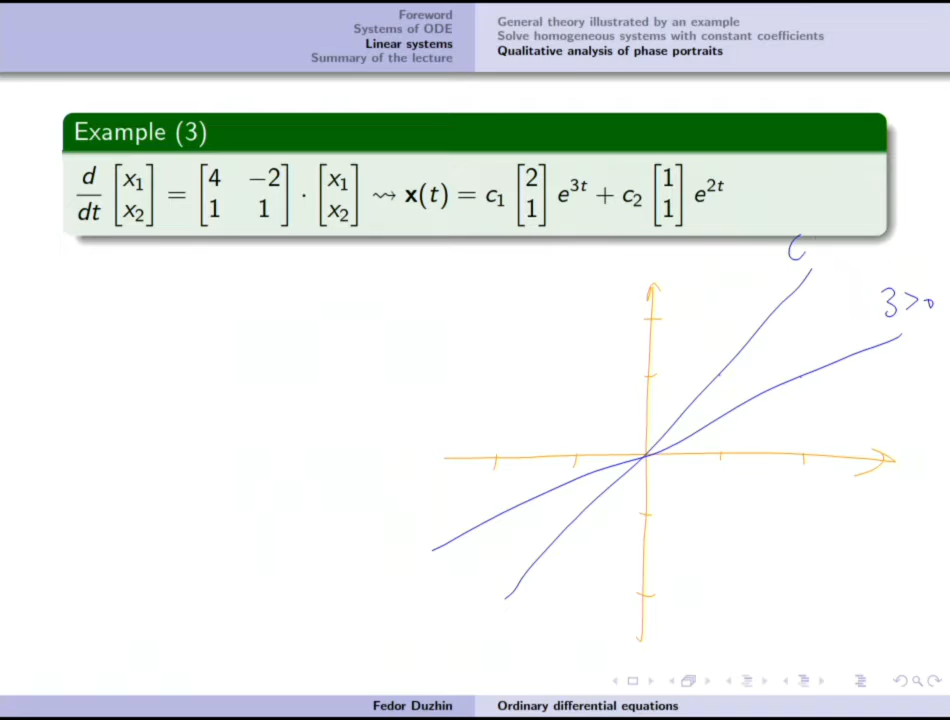 Foreword
Systems of ODE
Linear systems
Summary of the lecture
General theory illustrated by an example
Solve homogeneous systems with constant coefficients
Qualitative analysis of phase portraits
Example (3)
d/dt [x₁ x₂] = [4 −2 1 1] · [x₁ x₂] ⇝ x(t) = c₁ [2 1] e³ᵗ + c₂ [1 1] e²ᵗ
3>0
Fedor Duzhin
Ordinary differential equations